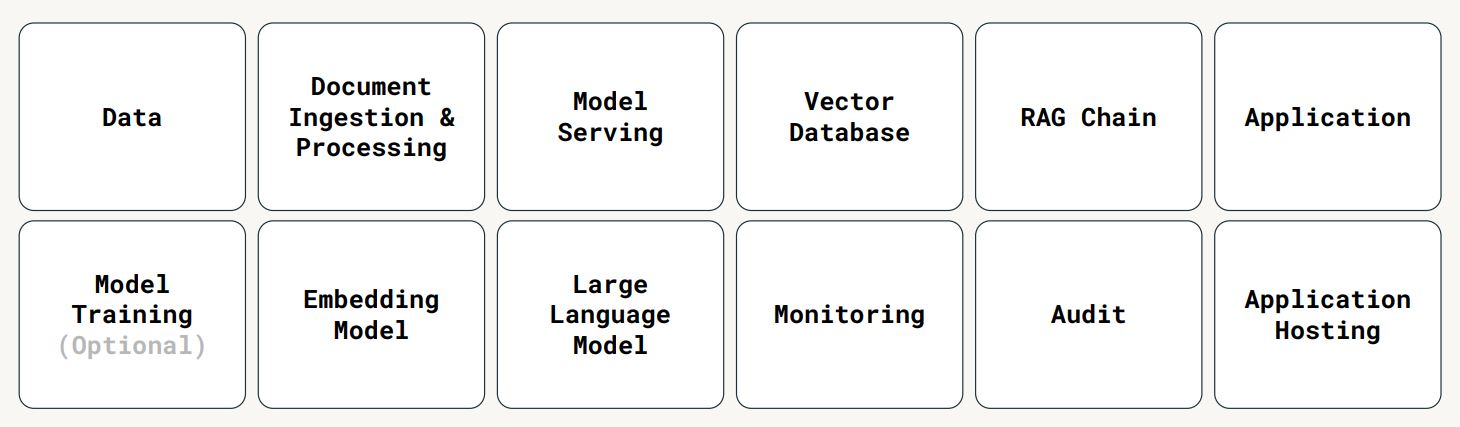 Data
Document
Ingestion &
Processing
Model
Serving
Vector
Database
RAG Chain
Application
Model
Training
(Optional)
Embedding
Model
Large
Language
Model
Monitoring
Audit
Application
Hosting